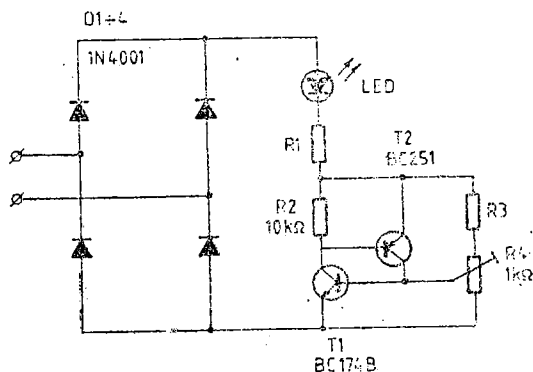 D1÷4
1N4001
LED
R1
T2
BC251
R2
10kΩ
R3
R4
1kΩ
T1
BC174B